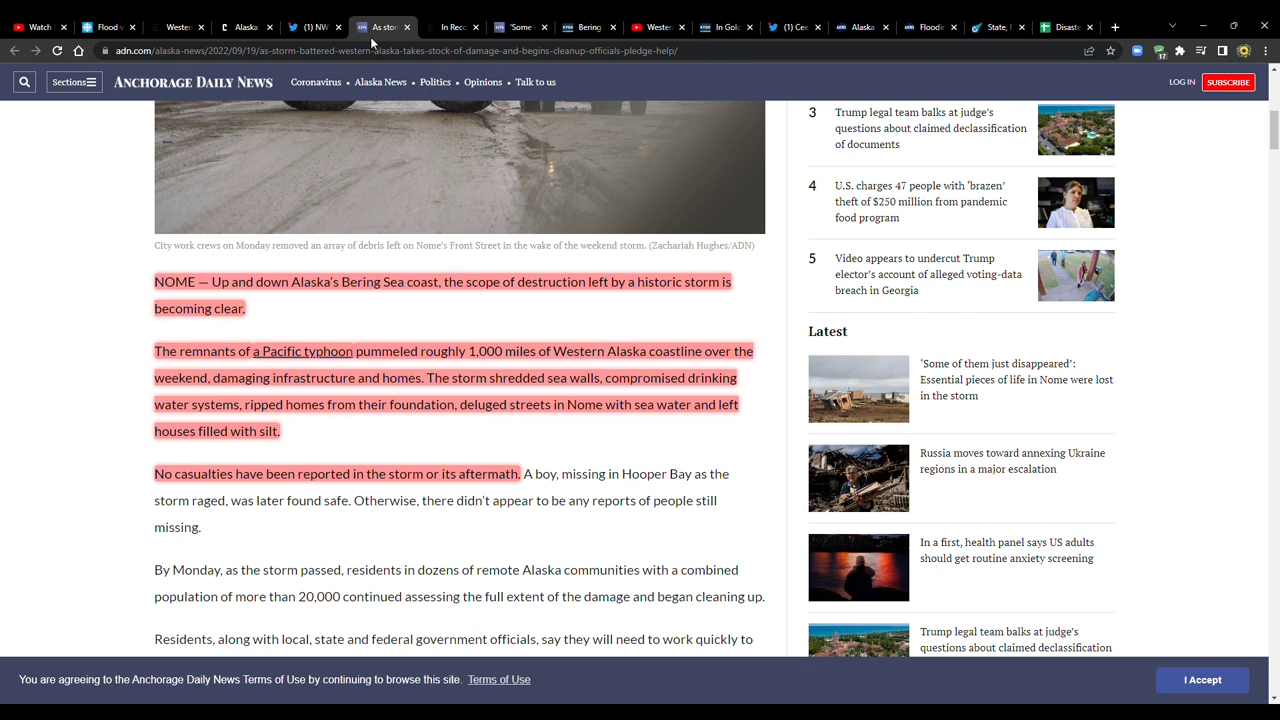 Watch
Flood v
Wester
Alaska
(1) NW
As stor
In Reco
"Some
Bering
Wester
In Golo
(1) (Cee
Alaska
Floodin
State,
Disaste
adn.com/alaska-news/2022/09/19/as-storm-battered-western-alaska-takes-stock-of-damage-and-begins-cleanup-officials-pledge-help/
17
Sections
ANCHORAGE DAILY NEWS
Coronavirus • Alaska News • Politics • Opinions • Talk to us
LOG IN
SUBSCRIBE
City work crews on Monday removed an array of debris left on Nome's Front Street in the wake of the weekend storm. (Zachariah Hughes/ADN)
NOME — Up and down Alaska's Bering Sea coast, the scope of destruction left by a historic storm is
becoming clear.
The remnants of a Pacific typhoon pummeled roughly 1,000 miles of Western Alaska coastline over the
weekend, damaging infrastructure and homes. The storm shredded sea walls, compromised drinking
water systems, ripped homes from their foundation, deluged streets in Nome with sea water and left
houses filled with silt.
No casualties have been reported in the storm or its aftermath. A boy, missing in Hooper Bay as the
storm raged, was later found safe. Otherwise, there didn't appear to be any reports of people still
missing.
By Monday, as the storm passed, residents in dozens of remote Alaska communities with a combined
population of more than 20,000 continued assessing the full extent of the damage and began cleaning up.
Residents, along with local, state and federal government officials, say they will need to work quickly to
3
Trump legal team balks at judge's
questions about claimed declassification
of documents
4
U.S. charges 47 people with 'brazen'
theft of $250 million from pandemic
food program
5
Video appears to undercut Trump
elector's account of alleged voting-data
breach in Georgia
Latest
'Some of them just disappeared':
Essential pieces of life in Nome were lost
in the storm
Russia moves toward annexing Ukraine
regions in a major escalation
In a first, health panel says US adults
should get routine anxiety screening
Trump legal team balks at judge's
questions about claimed declassification
You are agreeing to the Anchorage Daily News Terms of Use by continuing to browse this site. Terms of Use
I Accept